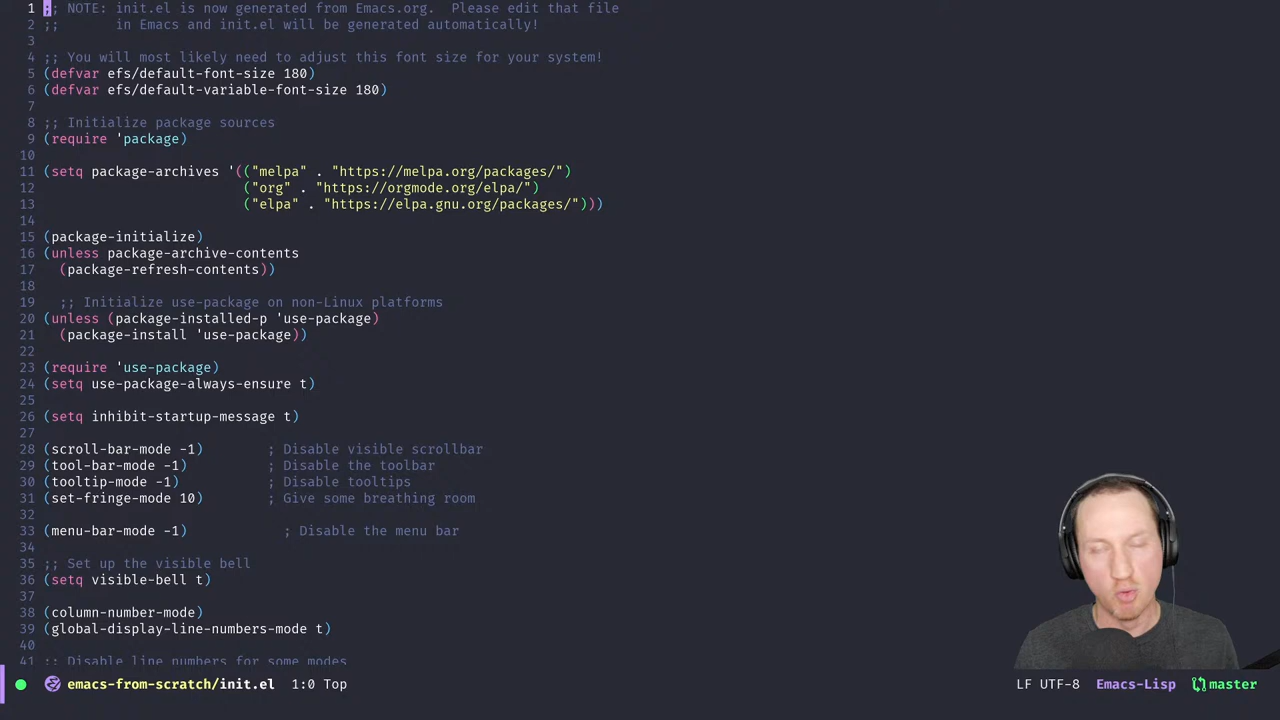 1 ;; NOTE: init.el is now generated from Emacs.org.  Please edit that file
2 ;;       in Emacs and init.el will be generated automatically!
3
4 ;; You will most likely need to adjust this font size for your system!
5 (defvar efs/default-font-size 180)
6 (defvar efs/default-variable-font-size 180)
7
8 ;; Initialize package sources
9 (require 'package)
10
11 (setq package-archives '(("melpa" . "https://melpa.org/packages/")
12                          ("org" . "https://orgmode.org/elpa/")
13                          ("elpa" . "https://elpa.gnu.org/packages/")))
14
15 (package-initialize)
16 (unless package-archive-contents
17   (package-refresh-contents))
18
19   ;; Initialize use-package on non-Linux platforms
20 (unless (package-installed-p 'use-package)
21   (package-install 'use-package))
22
23 (require 'use-package)
24 (setq use-package-always-ensure t)
25
26 (setq inhibit-startup-message t)
27
28 (scroll-bar-mode -1)        ; Disable visible scrollbar
29 (tool-bar-mode -1)          ; Disable the toolbar
30 (tooltip-mode -1)           ; Disable tooltips
31 (set-fringe-mode 10)        ; Give some breathing room
32
33 (menu-bar-mode -1)            ; Disable the menu bar
34
35 ;; Set up the visible bell
36 (setq visible-bell t)
37
38 (column-number-mode)
39 (global-display-line-numbers-mode t)
40
41 ;; Disable line numbers for some modes
emacs-from-scratch/init.el  1:0 Top  LF UTF-8  Emacs-Lisp  master